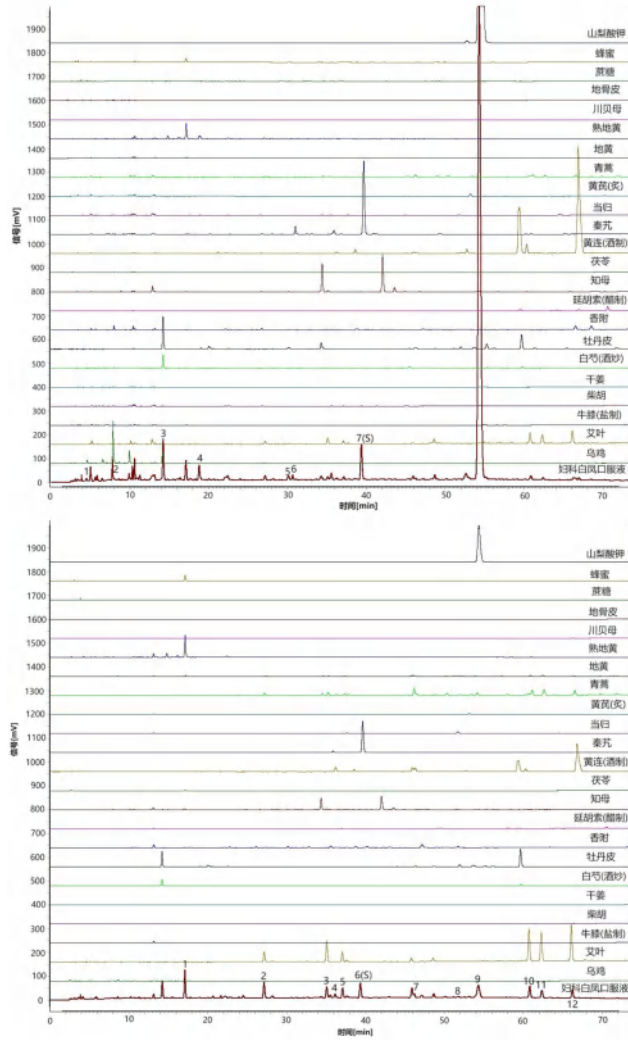 1900
山梨酸钾
1800
蜂蜜
1700
蔗糖
1600
地骨皮
川贝母
1500
熟地黄
1400
地黄
1300
青蒿
1200
黄芪(炙)
1100
当归
信号[mV]
1000
秦艽
900
黄连(酒制)
800
茯苓
知母
700
延胡索(醋制)
600
香附
500
牡丹皮
400
白芍(酒炒)
300
干姜
200
柴胡
100
牛膝(盐制)
0
艾叶
乌鸡
妇科白凤口服液
1 2 3 4 5 6 7(S)
0 10 20 30 40 50 60 70
时间[min]
1900
山梨酸钾
1800
蜂蜜
1700
蔗糖
1600
地骨皮
川贝母
1500
熟地黄
1400
地黄
1300
青蒿
1200
黄芪(炙)
1100
当归
信号[mV]
1000
秦艽
900
黄连(酒制)
800
茯苓
知母
700
延胡索(醋制)
600
香附
500
牡丹皮
400
白芍(酒炒)
300
干姜
200
柴胡
100
牛膝(盐制)
0
艾叶
乌鸡
妇科白凤口服液
1 2 3 4 5 6(S) 7 8 9 10 11 12
0 10 20 30 40 50 60 70
时间[min]